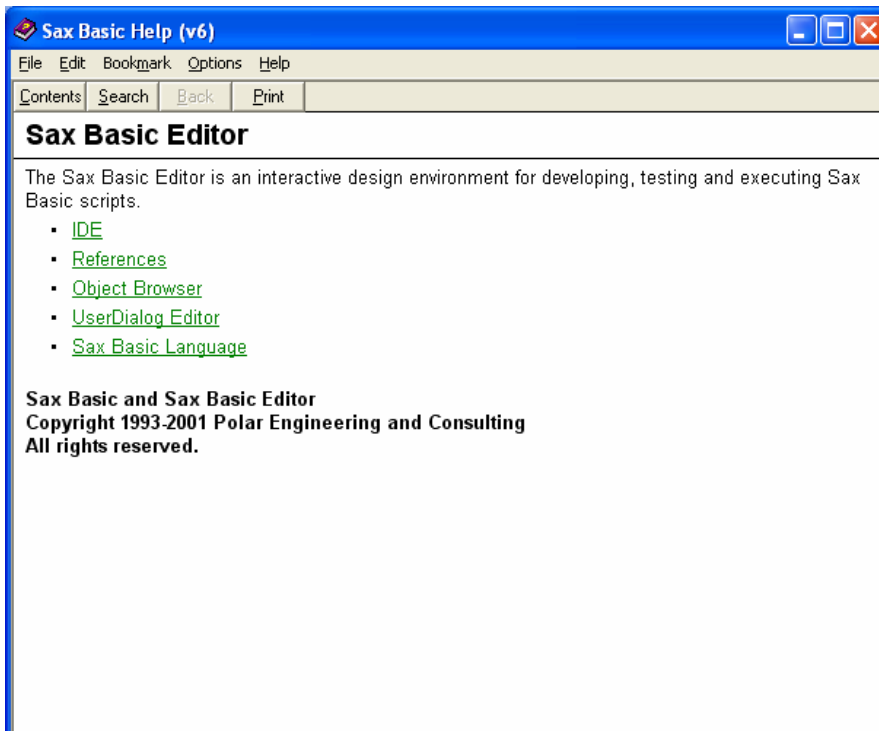 Sax Basic Help (v6)
File Edit Bookmark Options Help
Contents Search Back Print
Sax Basic Editor
The Sax Basic Editor is an interactive design environment for developing, testing and executing Sax
Basic scripts.
▪ IDE
▪ References
▪ Object Browser
▪ UserDialog Editor
▪ Sax Basic Language
Sax Basic and Sax Basic Editor
Copyright 1993-2001 Polar Engineering and Consulting
All rights reserved.